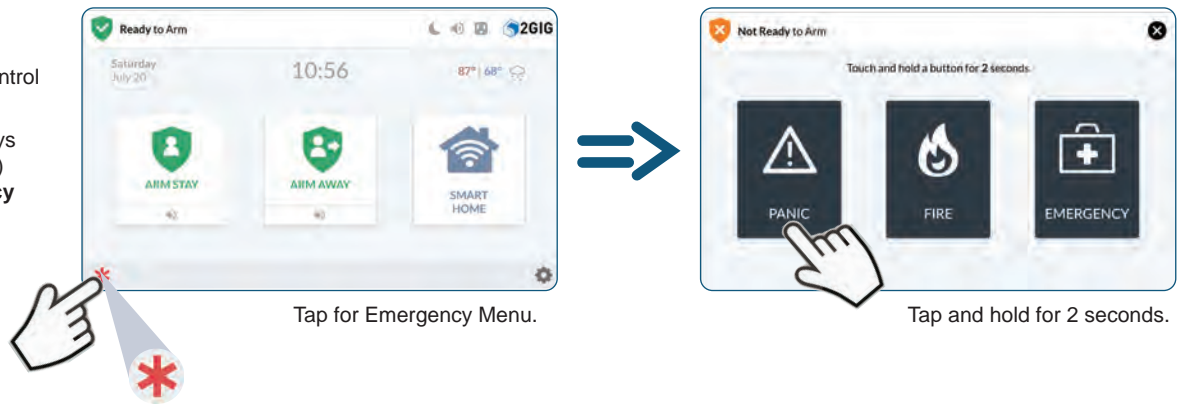 ntrol
ys
)
cy
Ready to Arm
2GIG
Saturday
July 20
10:56
87° | 68°
ARM STAY
ARM AWAY
SMART
HOME
Tap for Emergency Menu.
Not Ready to Arm
Touch and hold a button for 2 seconds.
PANIC
FIRE
EMERGENCY
Tap and hold for 2 seconds.